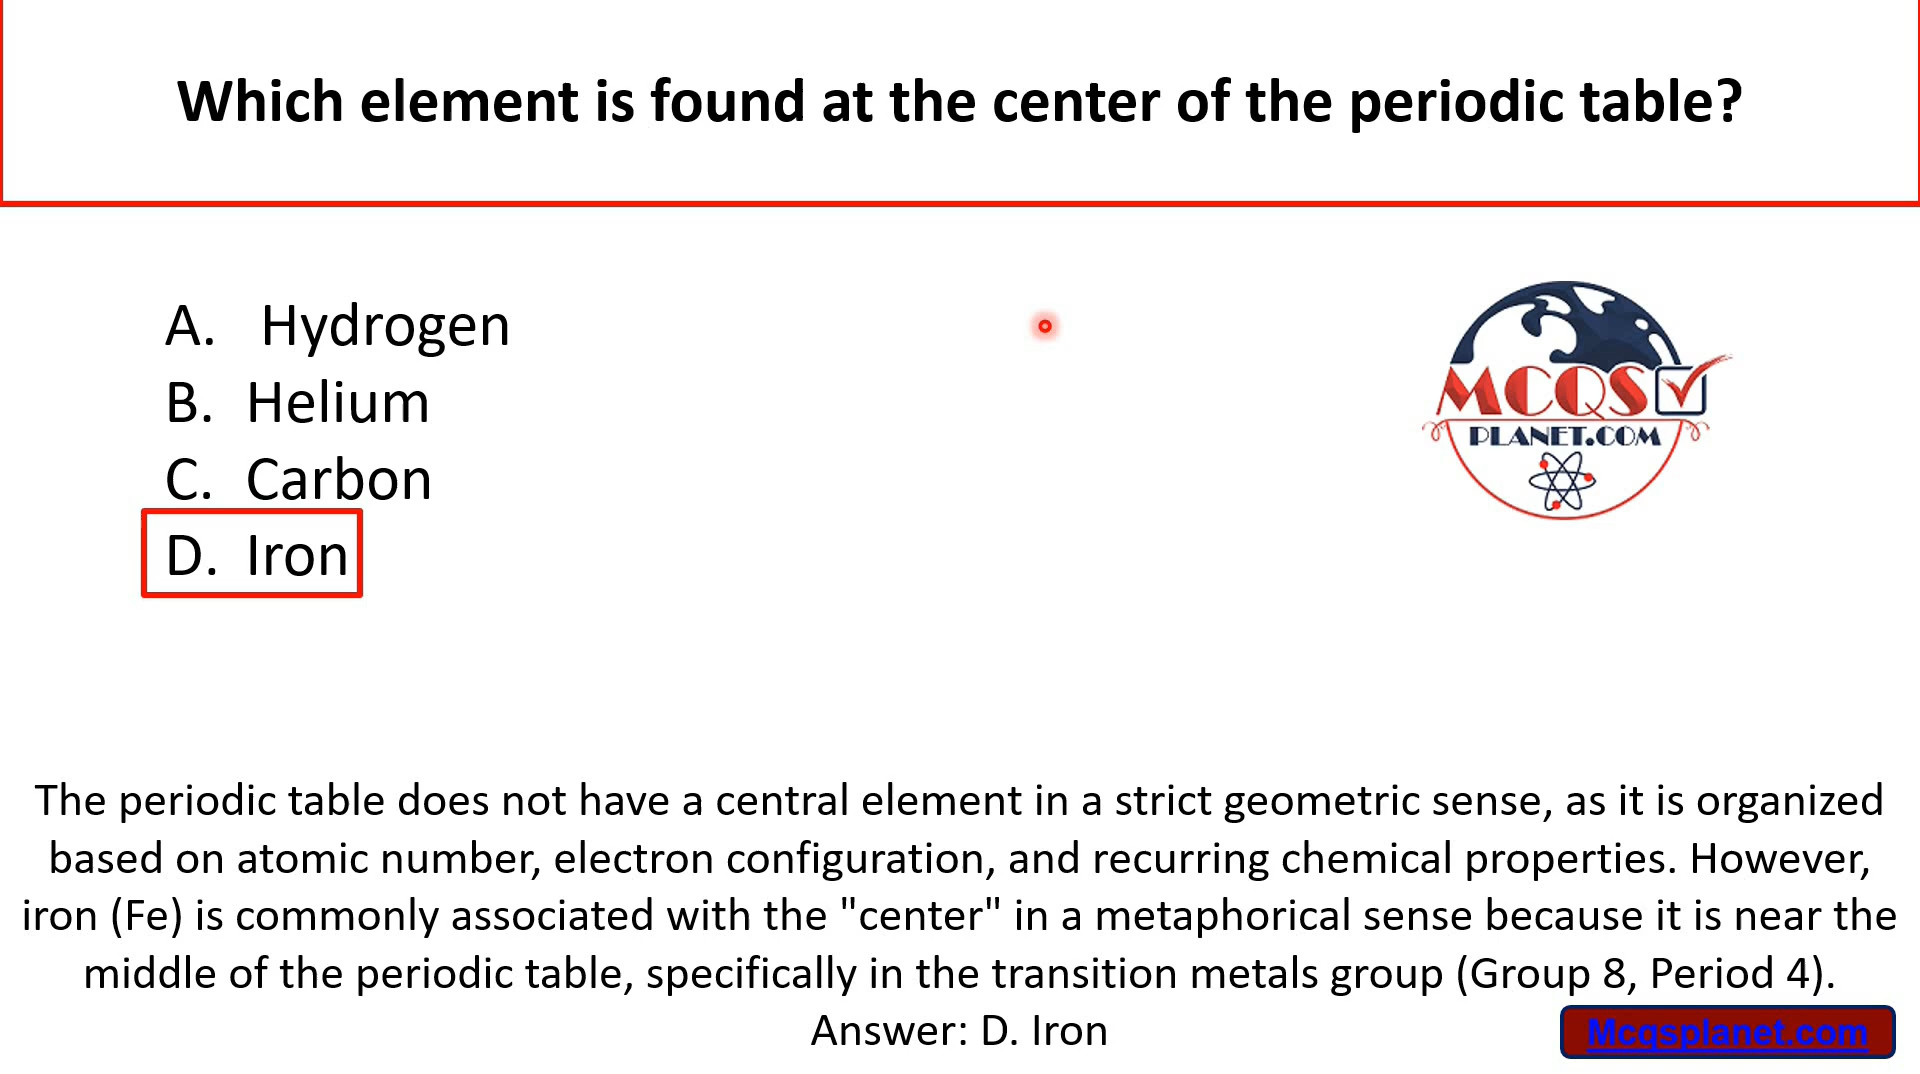 Which element is found at the center of the periodic table?
A. Hydrogen
B. Helium
C. Carbon
D. Iron
MCQS
PLANET.COM
The periodic table does not have a central element in a strict geometric sense, as it is organized
based on atomic number, electron configuration, and recurring chemical properties. However,
iron (Fe) is commonly associated with the "center" in a metaphorical sense because it is near the
middle of the periodic table, specifically in the transition metals group (Group 8, Period 4).
Answer: D. Iron
Mcqsplanet.com